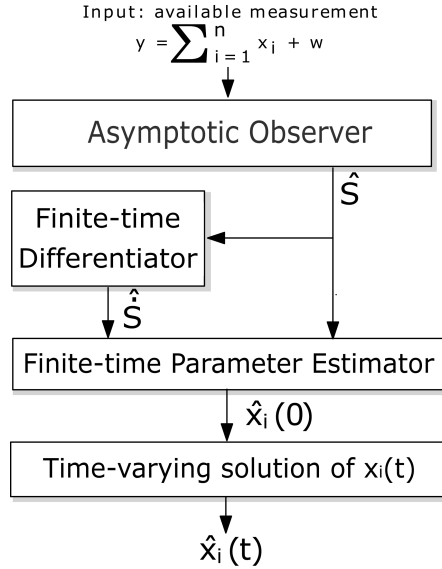 Input: available measurement
y = ∑ⁿᵢ₌₁ xᵢ + w
Asymptotic Observer
Ŝ
Finite-time
Differentiator
Ṡ̂
Finite-time Parameter Estimator
x̂ᵢ(0)
Time-varying solution of xᵢ(t)
x̂ᵢ(t)